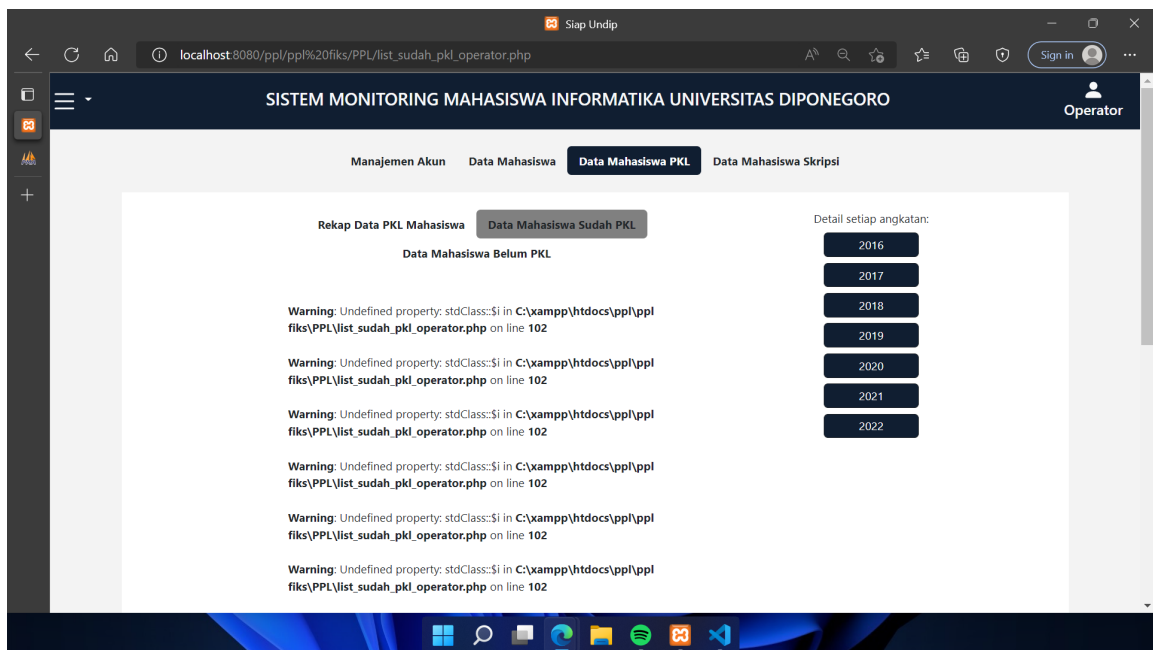 Siap Undip
localhost:8080/ppl/ppl%20fiks/PPL/list_sudah_pkl_operator.php
Sign in
SISTEM MONITORING MAHASISWA INFORMATIKA UNIVERSITAS DIPONEGORO
Operator
Manajemen Akun Data Mahasiswa Data Mahasiswa PKL Data Mahasiswa Skripsi
Rekap Data PKL Mahasiswa Data Mahasiswa Sudah PKL
Data Mahasiswa Belum PKL
Warning: Undefined property: stdClass::$i in C:\xampp\htdocs\ppl\ppl
fiks\PPL\list_sudah_pkl_operator.php on line 102
Warning: Undefined property: stdClass::$i in C:\xampp\htdocs\ppl\ppl
fiks\PPL\list_sudah_pkl_operator.php on line 102
Warning: Undefined property: stdClass::$i in C:\xampp\htdocs\ppl\ppl
fiks\PPL\list_sudah_pkl_operator.php on line 102
Warning: Undefined property: stdClass::$i in C:\xampp\htdocs\ppl\ppl
fiks\PPL\list_sudah_pkl_operator.php on line 102
Warning: Undefined property: stdClass::$i in C:\xampp\htdocs\ppl\ppl
fiks\PPL\list_sudah_pkl_operator.php on line 102
Warning: Undefined property: stdClass::$i in C:\xampp\htdocs\ppl\ppl
fiks\PPL\list_sudah_pkl_operator.php on line 102
Detail setiap angkatan:
2016
2017
2018
2019
2020
2021
2022